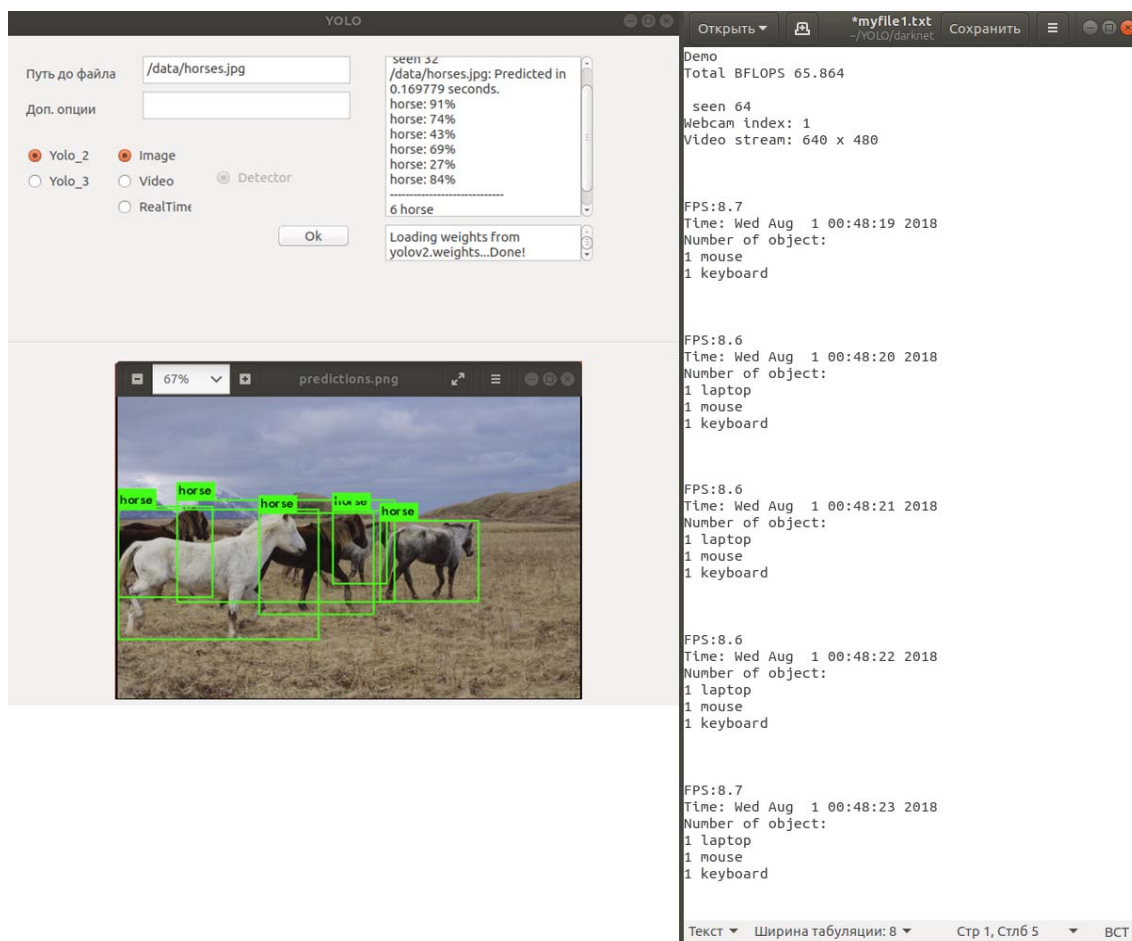 YOLO
Путь до файла
/data/horses.jpg
Доп. опции
Yolo_2
Image
Yolo_3
Video
Detector
RealTime
Ok
seen 32
/data/horses.jpg: Predicted in
0.169779 seconds.
horse: 91%
horse: 74%
horse: 43%
horse: 69%
horse: 27%
horse: 84%
-----------------------------
6 horse
Loading weights from
yolov2.weights...Done!
67%
predictions.png
horse
horse
horse
horse
horse
Открыть
*myfile1.txt
~/YOLO/darknet
Сохранить
Demo
Total BFLOPS 65.864
seen 64
Webcam index: 1
Video stream: 640 x 480
FPS:8.7
Time: Wed Aug  1 00:48:19 2018
Number of object:
1 mouse
1 keyboard
FPS:8.6
Time: Wed Aug  1 00:48:20 2018
Number of object:
1 laptop
1 mouse
1 keyboard
FPS:8.6
Time: Wed Aug  1 00:48:21 2018
Number of object:
1 laptop
1 mouse
1 keyboard
FPS:8.6
Time: Wed Aug  1 00:48:22 2018
Number of object:
1 laptop
1 mouse
1 keyboard
FPS:8.7
Time: Wed Aug  1 00:48:23 2018
Number of object:
1 laptop
1 mouse
1 keyboard
Текст
Ширина табуляции: 8
Стр 1, Стлб 5
ВСТ